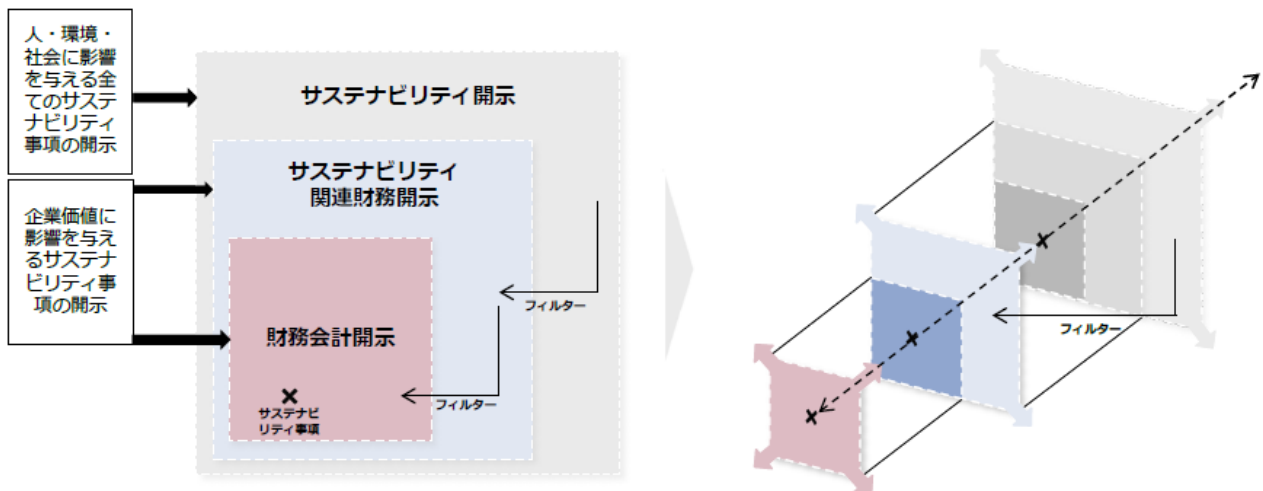 人・環境・
社会に影響
を与える全
てのサステ
ナビリティ
事項の開示
企業価値に
影響を与え
るサステナ
ビリティ事
項の開示
サステナビリティ開示
サステナビリティ
関連財務開示
フィルター
財務会計開示
フィルター
サステナビ
リティ事項
フィルター